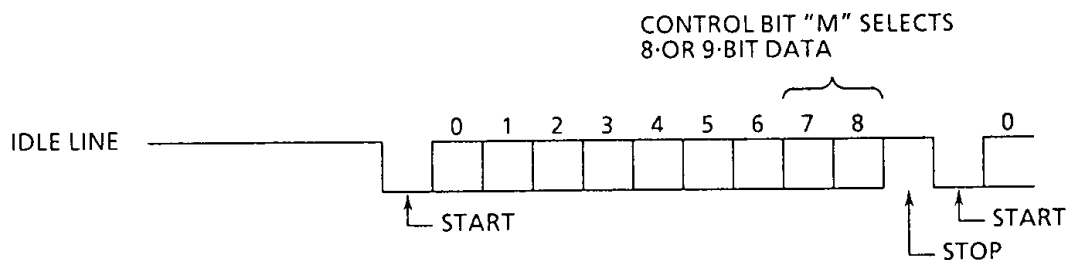 CONTROL BIT "M" SELECTS
8·OR 9·BIT DATA
0 1 2 3 4 5 6 7 8 0
IDLE LINE
START START
STOP